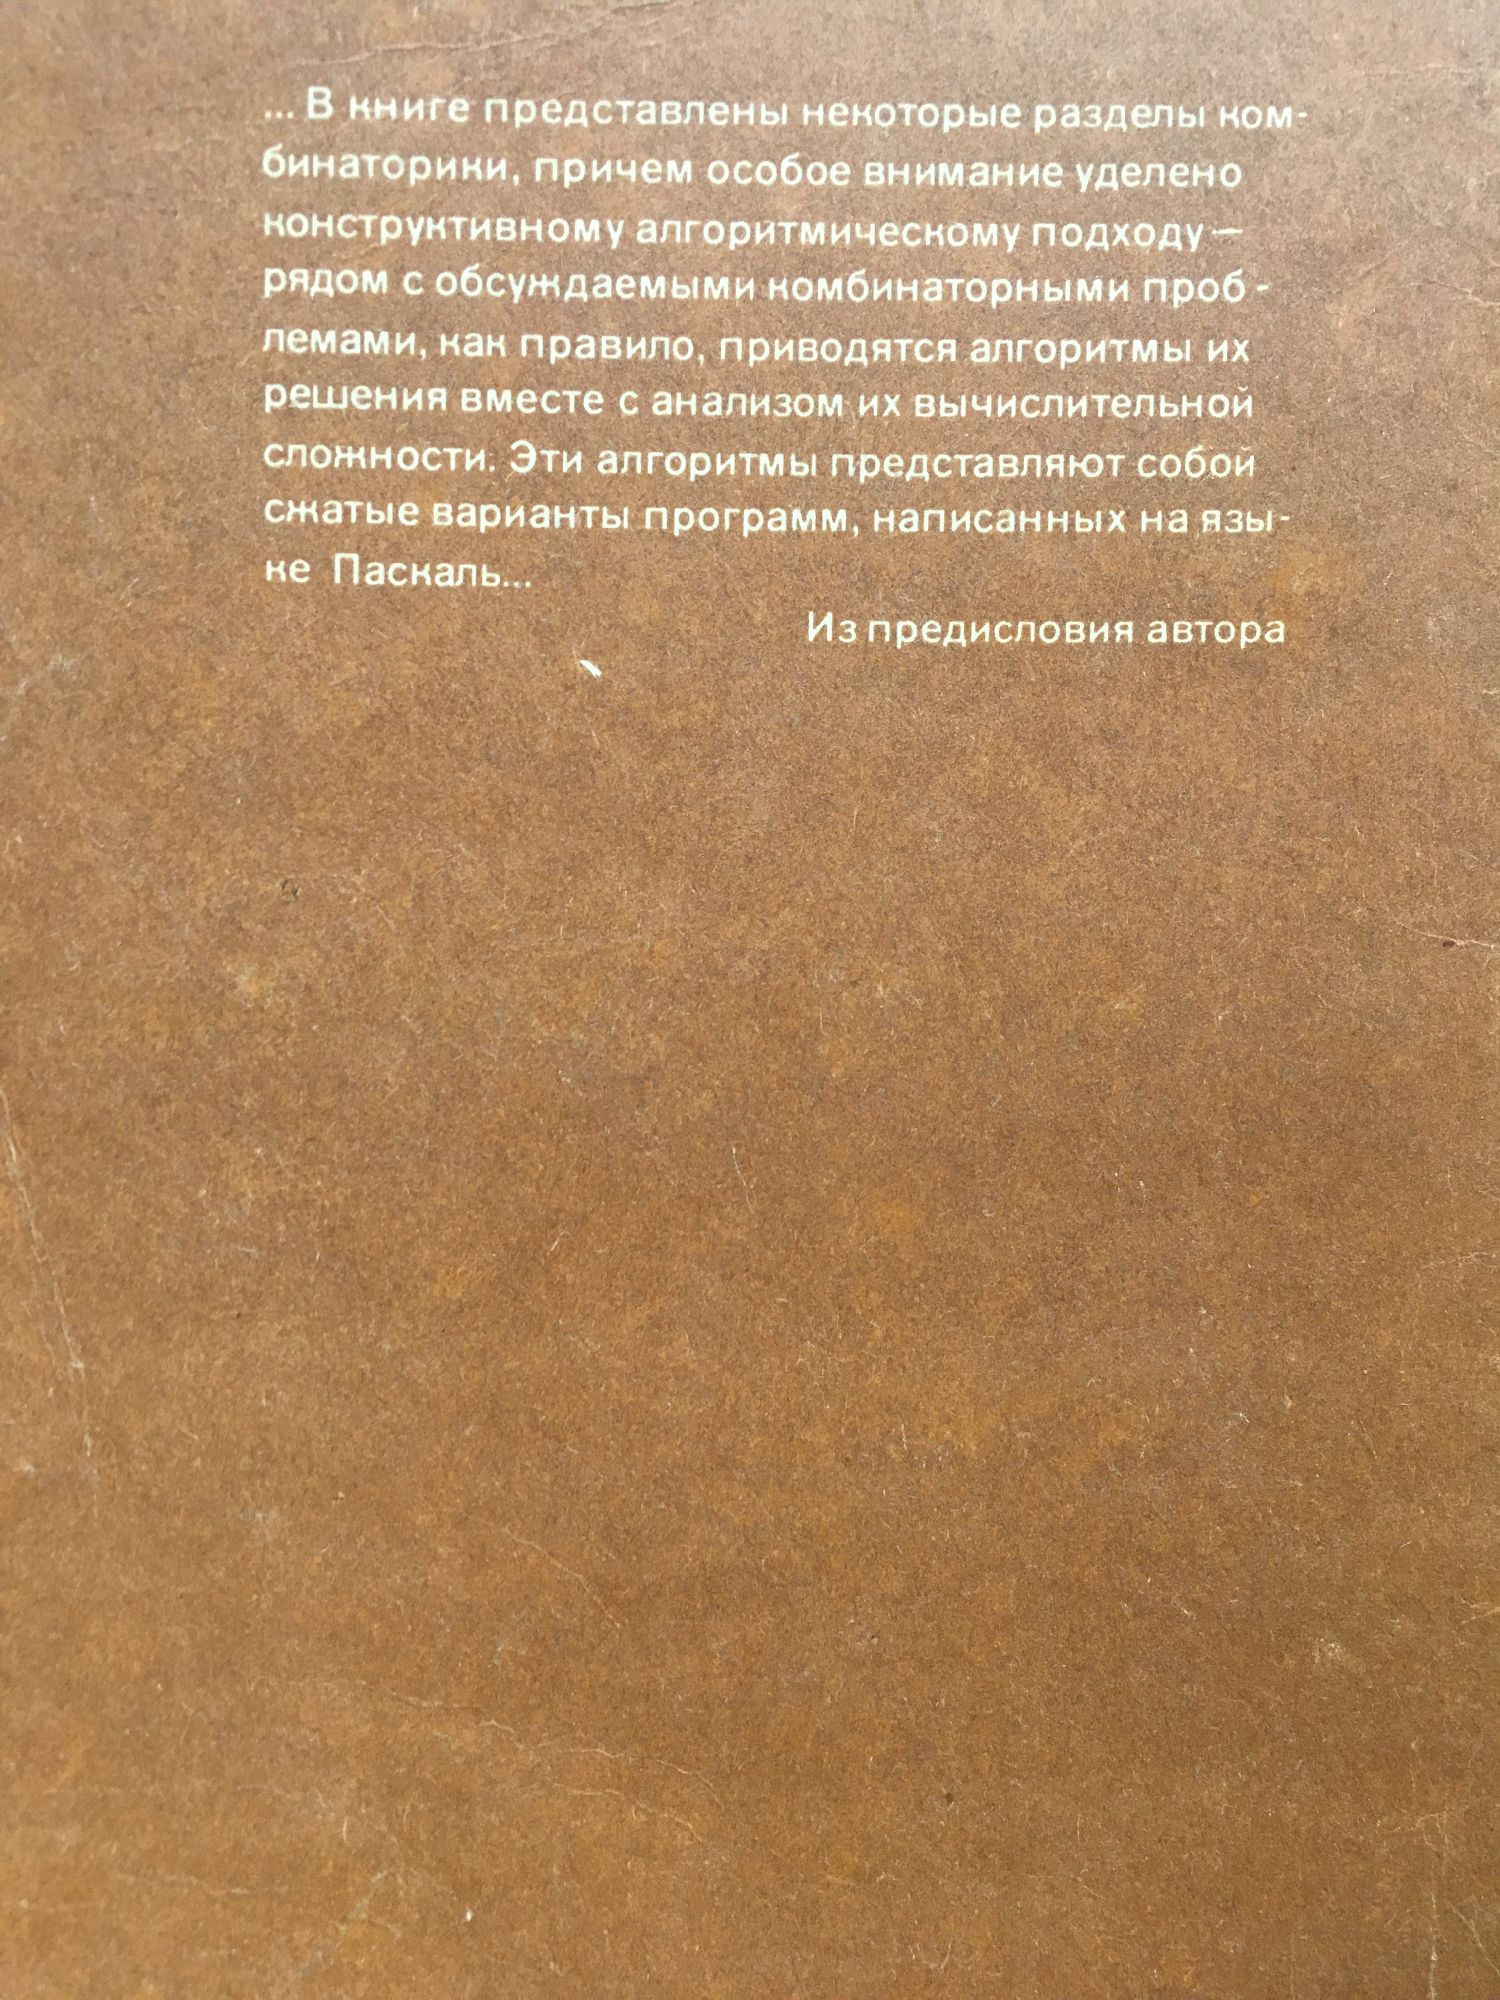 ... В книге представлены некоторые разделы ком-
бинаторики, причем особое внимание уделено
конструктивному алгоритмическому подходу —
рядом с обсуждаемыми комбинаторными проб-
лемами, как правило, приводятся алгоритмы их
решения вместе с анализом их вычислительной
сложности. Эти алгоритмы представляют собой
сжатые варианты программ, написанных на язы-
ке Паскаль...
Из предисловия автора